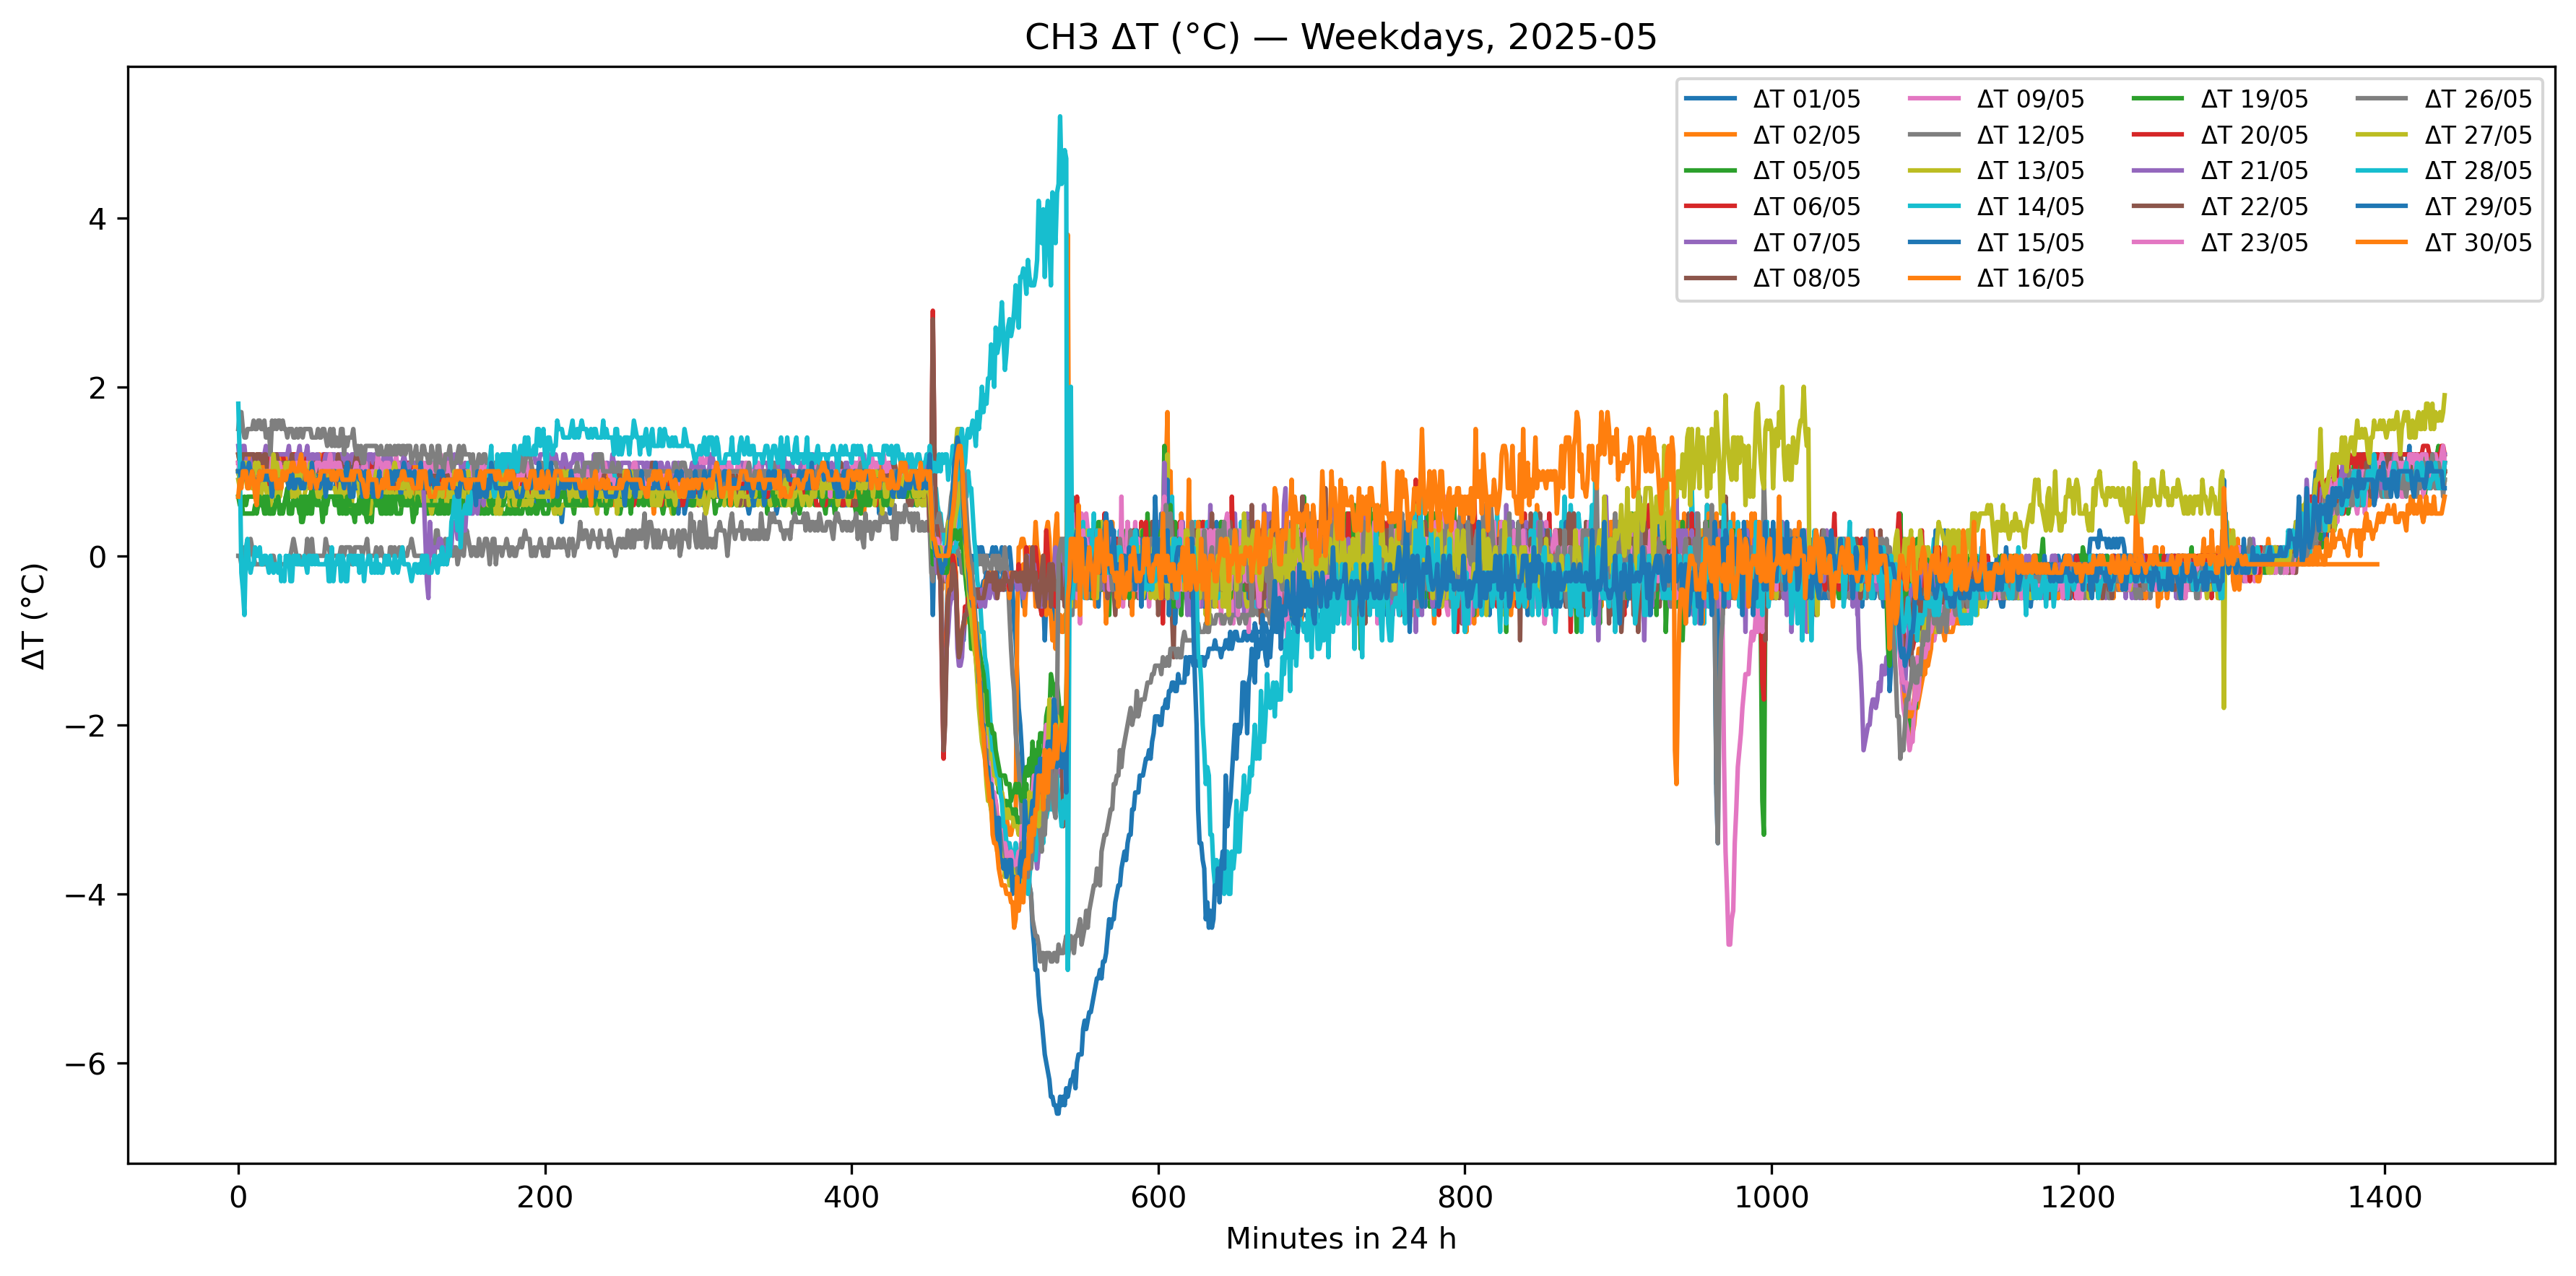 CH3 ΔT (°C) — Weekdays, 2025-05
ΔT (°C)
4
2
0
−2
−4
−6
ΔT 01/05
ΔT 02/05
ΔT 05/05
ΔT 06/05
ΔT 07/05
ΔT 08/05
ΔT 09/05
ΔT 12/05
ΔT 13/05
ΔT 14/05
ΔT 15/05
ΔT 16/05
ΔT 19/05
ΔT 20/05
ΔT 21/05
ΔT 22/05
ΔT 23/05
ΔT 26/05
ΔT 27/05
ΔT 28/05
ΔT 29/05
ΔT 30/05
0 200 400 600 800 1000 1200 1400
Minutes in 24 h